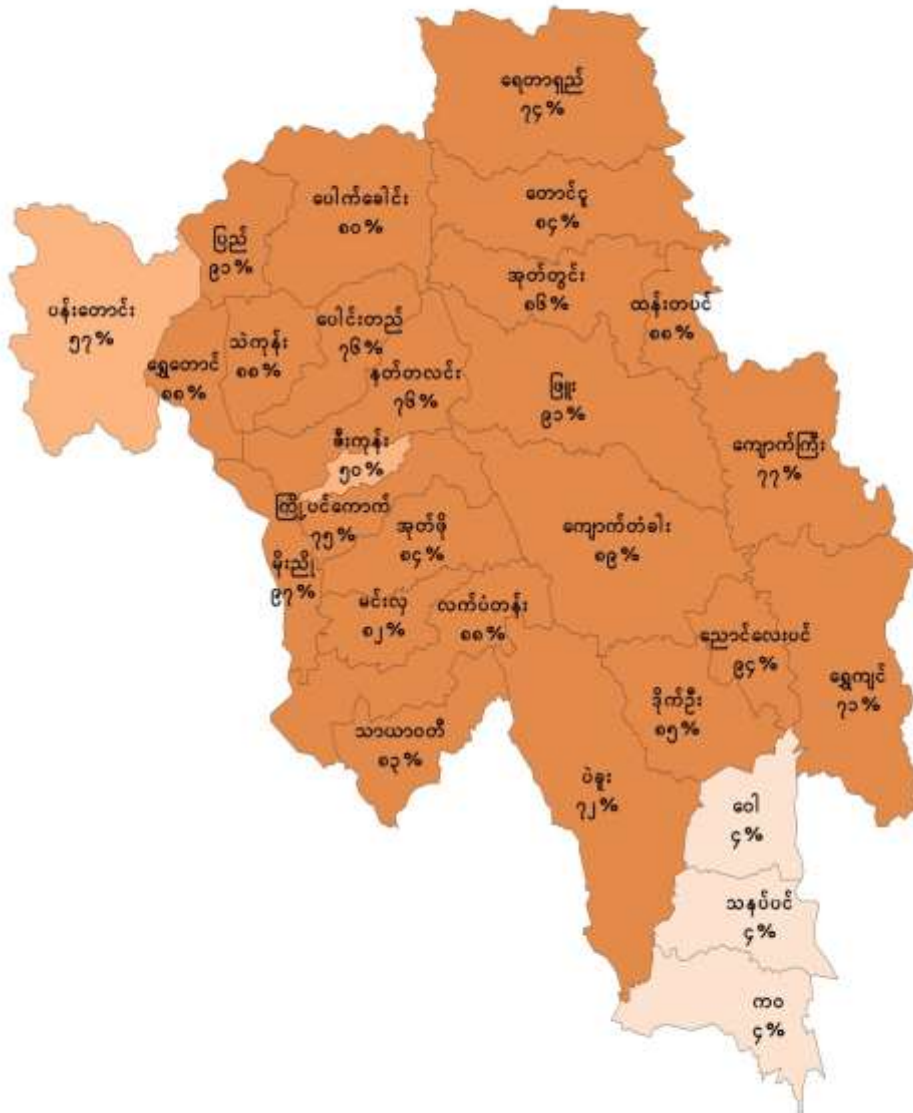 ရေတာရှည်
၇၄%
တောင်ငူ
၈၄%
ပေါက်ခေါင်း
၈၀%
ပြည်
၉၁%
အုတ်တွင်း
၈၆%
ထန်းတပင်
၈၈%
ပန်းတောင်း
၅၇%
ပေါင်းတည်
၇၆%
သဲကုန်း
၈၈%
ရွှေတောင်
၈၈%
နတ်တလင်း
၇၆%
ဖြူး
၉၁%
ကျောက်ကြီး
၇၇%
ဇီးကုန်း
၅၀%
ကြို့ပင်ကောက်
၇၅%
အုတ်ဖို
၈၄%
ကျောက်တံခါး
၈၉%
မိုးညို
၉၇%
မင်းလှ
၈၂%
လက်ပံတန်း
၈၈%
ညောင်လေးပင်
၉၄%
ရွှေကျင်
၇၁%
ဒိုက်ဦး
၈၅%
သာယာဝတီ
၈၃%
ပဲခူး
၇၂%
ဝေါ
၄%
သနပ်ပင်
၄%
ကဝ
၄%